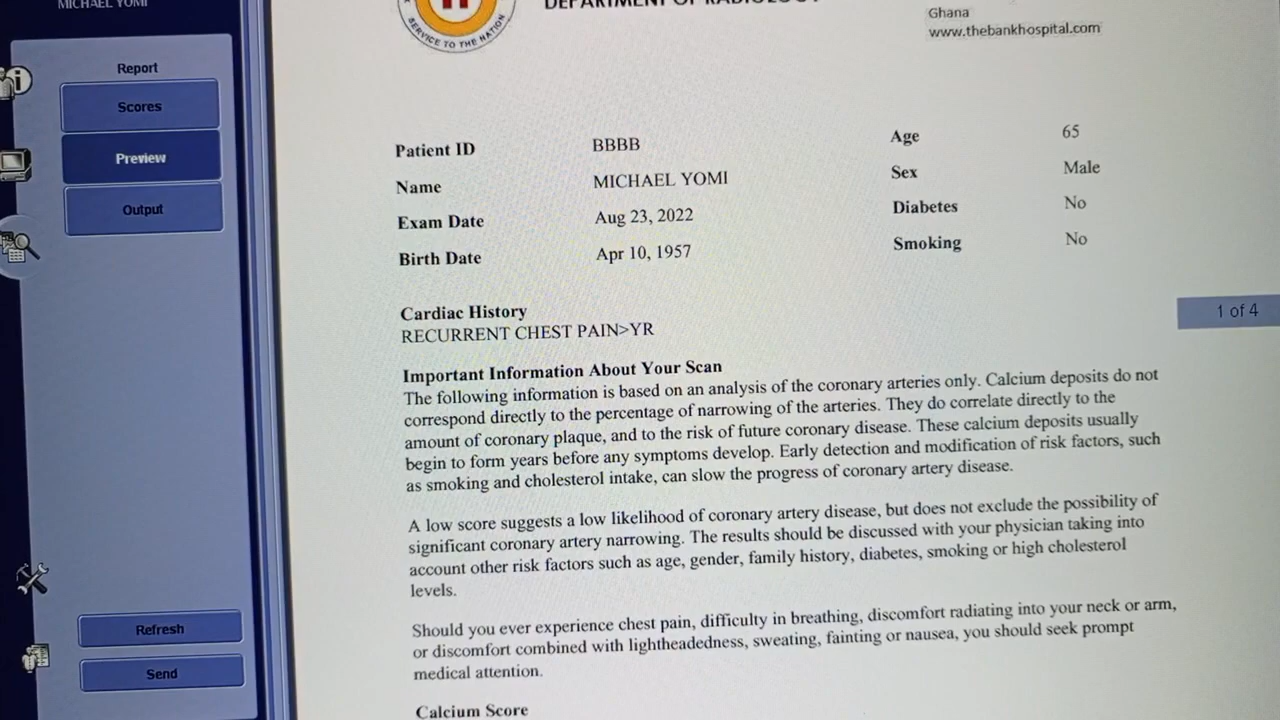 MICHAEL YOMI
Report
Scores
Preview
Output
Refresh
Send
SERVICE TO THE NATION
DEPARTMENT OF RADIOLOGY
Ghana
www.thebankhospital.com
Patient ID BBBB Age 65
Name MICHAEL YOMI Sex Male
Exam Date Aug 23, 2022 Diabetes No
Birth Date Apr 10, 1957 Smoking No
Cardiac History
RECURRENT CHEST PAIN>YR
1 of 4
Important Information About Your Scan
The following information is based on an analysis of the coronary arteries only. Calcium deposits do not
correspond directly to the percentage of narrowing of the arteries. They do correlate directly to the
amount of coronary plaque, and to the risk of future coronary disease. These calcium deposits usually
begin to form years before any symptoms develop. Early detection and modification of risk factors, such
as smoking and cholesterol intake, can slow the progress of coronary artery disease.
A low score suggests a low likelihood of coronary artery disease, but does not exclude the possibility of
significant coronary artery narrowing. The results should be discussed with your physician taking into
account other risk factors such as age, gender, family history, diabetes, smoking or high cholesterol
levels.
Should you ever experience chest pain, difficulty in breathing, discomfort radiating into your neck or arm,
or discomfort combined with lightheadedness, sweating, fainting or nausea, you should seek prompt
medical attention.
Calcium Score